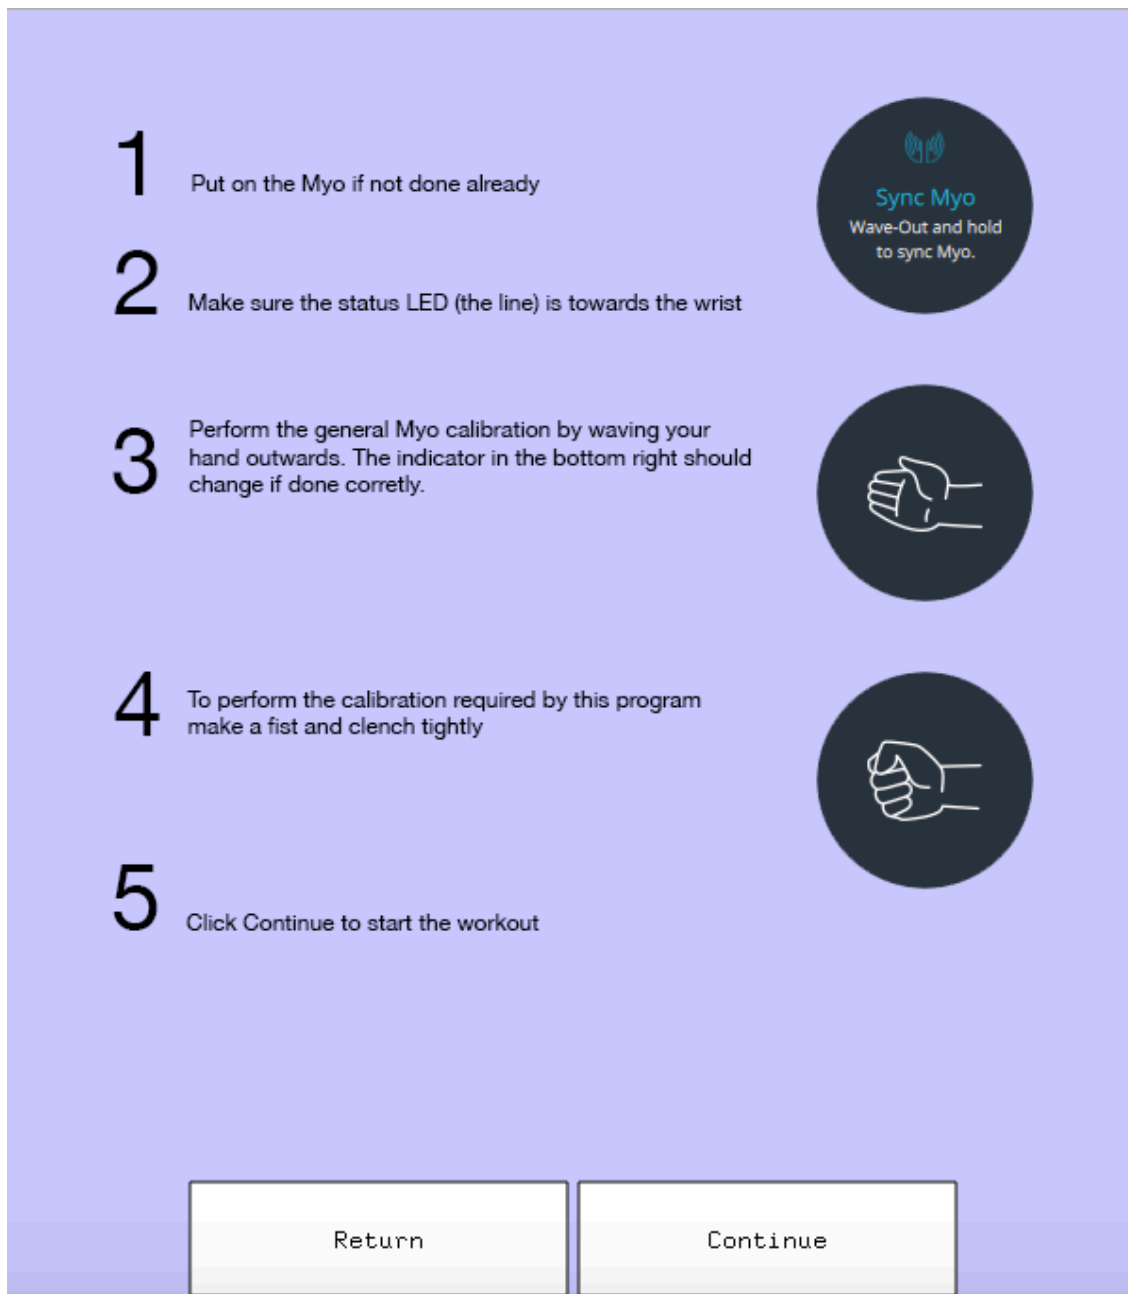 1
Put on the Myo if not done already
Sync Myo
Wave-Out and hold
to sync Myo.
2
Make sure the status LED (the line) is towards the wrist
3
Perform the general Myo calibration by waving your
hand outwards. The indicator in the bottom right should
change if done corretly.
4
To perform the calibration required by this program
make a fist and clench tightly
5
Click Continue to start the workout
Return
Continue